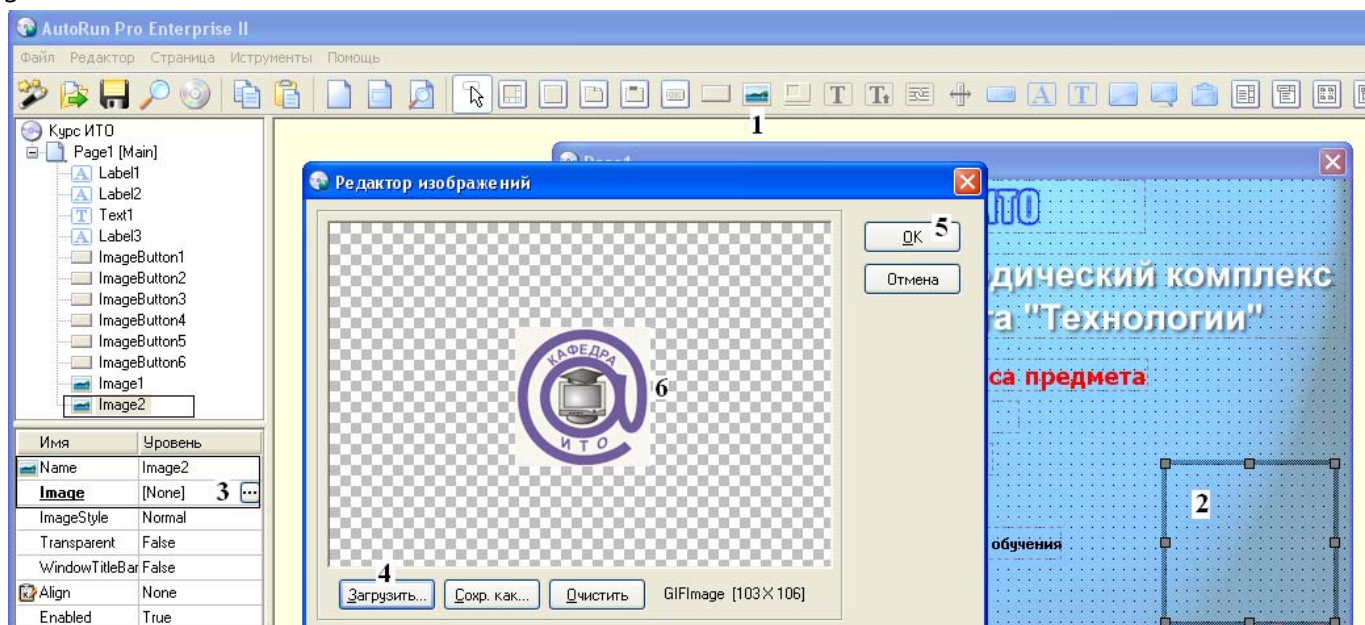 AutoRun Pro Enterprise II
Файл Редактор Страница Иструменты Помощь
1
Курс ИТО
Page1 [Main]
Label1
Label2
Text1
Label3
ImageButton1
ImageButton2
ImageButton3
ImageButton4
ImageButton5
ImageButton6
Image1
Image2
Имя Уровень
Name Image2
Image [None] 3 ...
ImageStyle Normal
Transparent False
WindowTitleBar False
Align None
Enabled True
Редактор изображений
КАФЕДРА
ИТО
6
OK 5
Отмена
4
Загрузить... Сохр. как... Очистить GIFImage [103×106]
ИТО
дический комплекс
а "Технологии"
са предмета
2
обучения